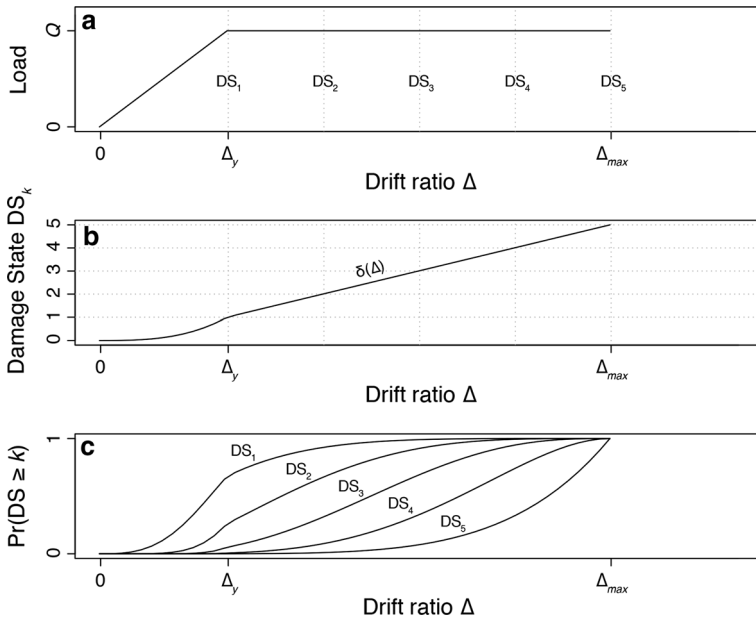 a
Load
Q
0
DS1 DS2 DS3 DS4 DS5
0 Δy Δmax
Drift ratio Δ
b
Damage State DSk
5
4
3
2
1
0
δ(Δ)
0 Δy Δmax
Drift ratio Δ
c
Pr(DS ≥ k)
1
0
DS1
DS2
DS3
DS4
DS5
0 Δy Δmax
Drift ratio Δ